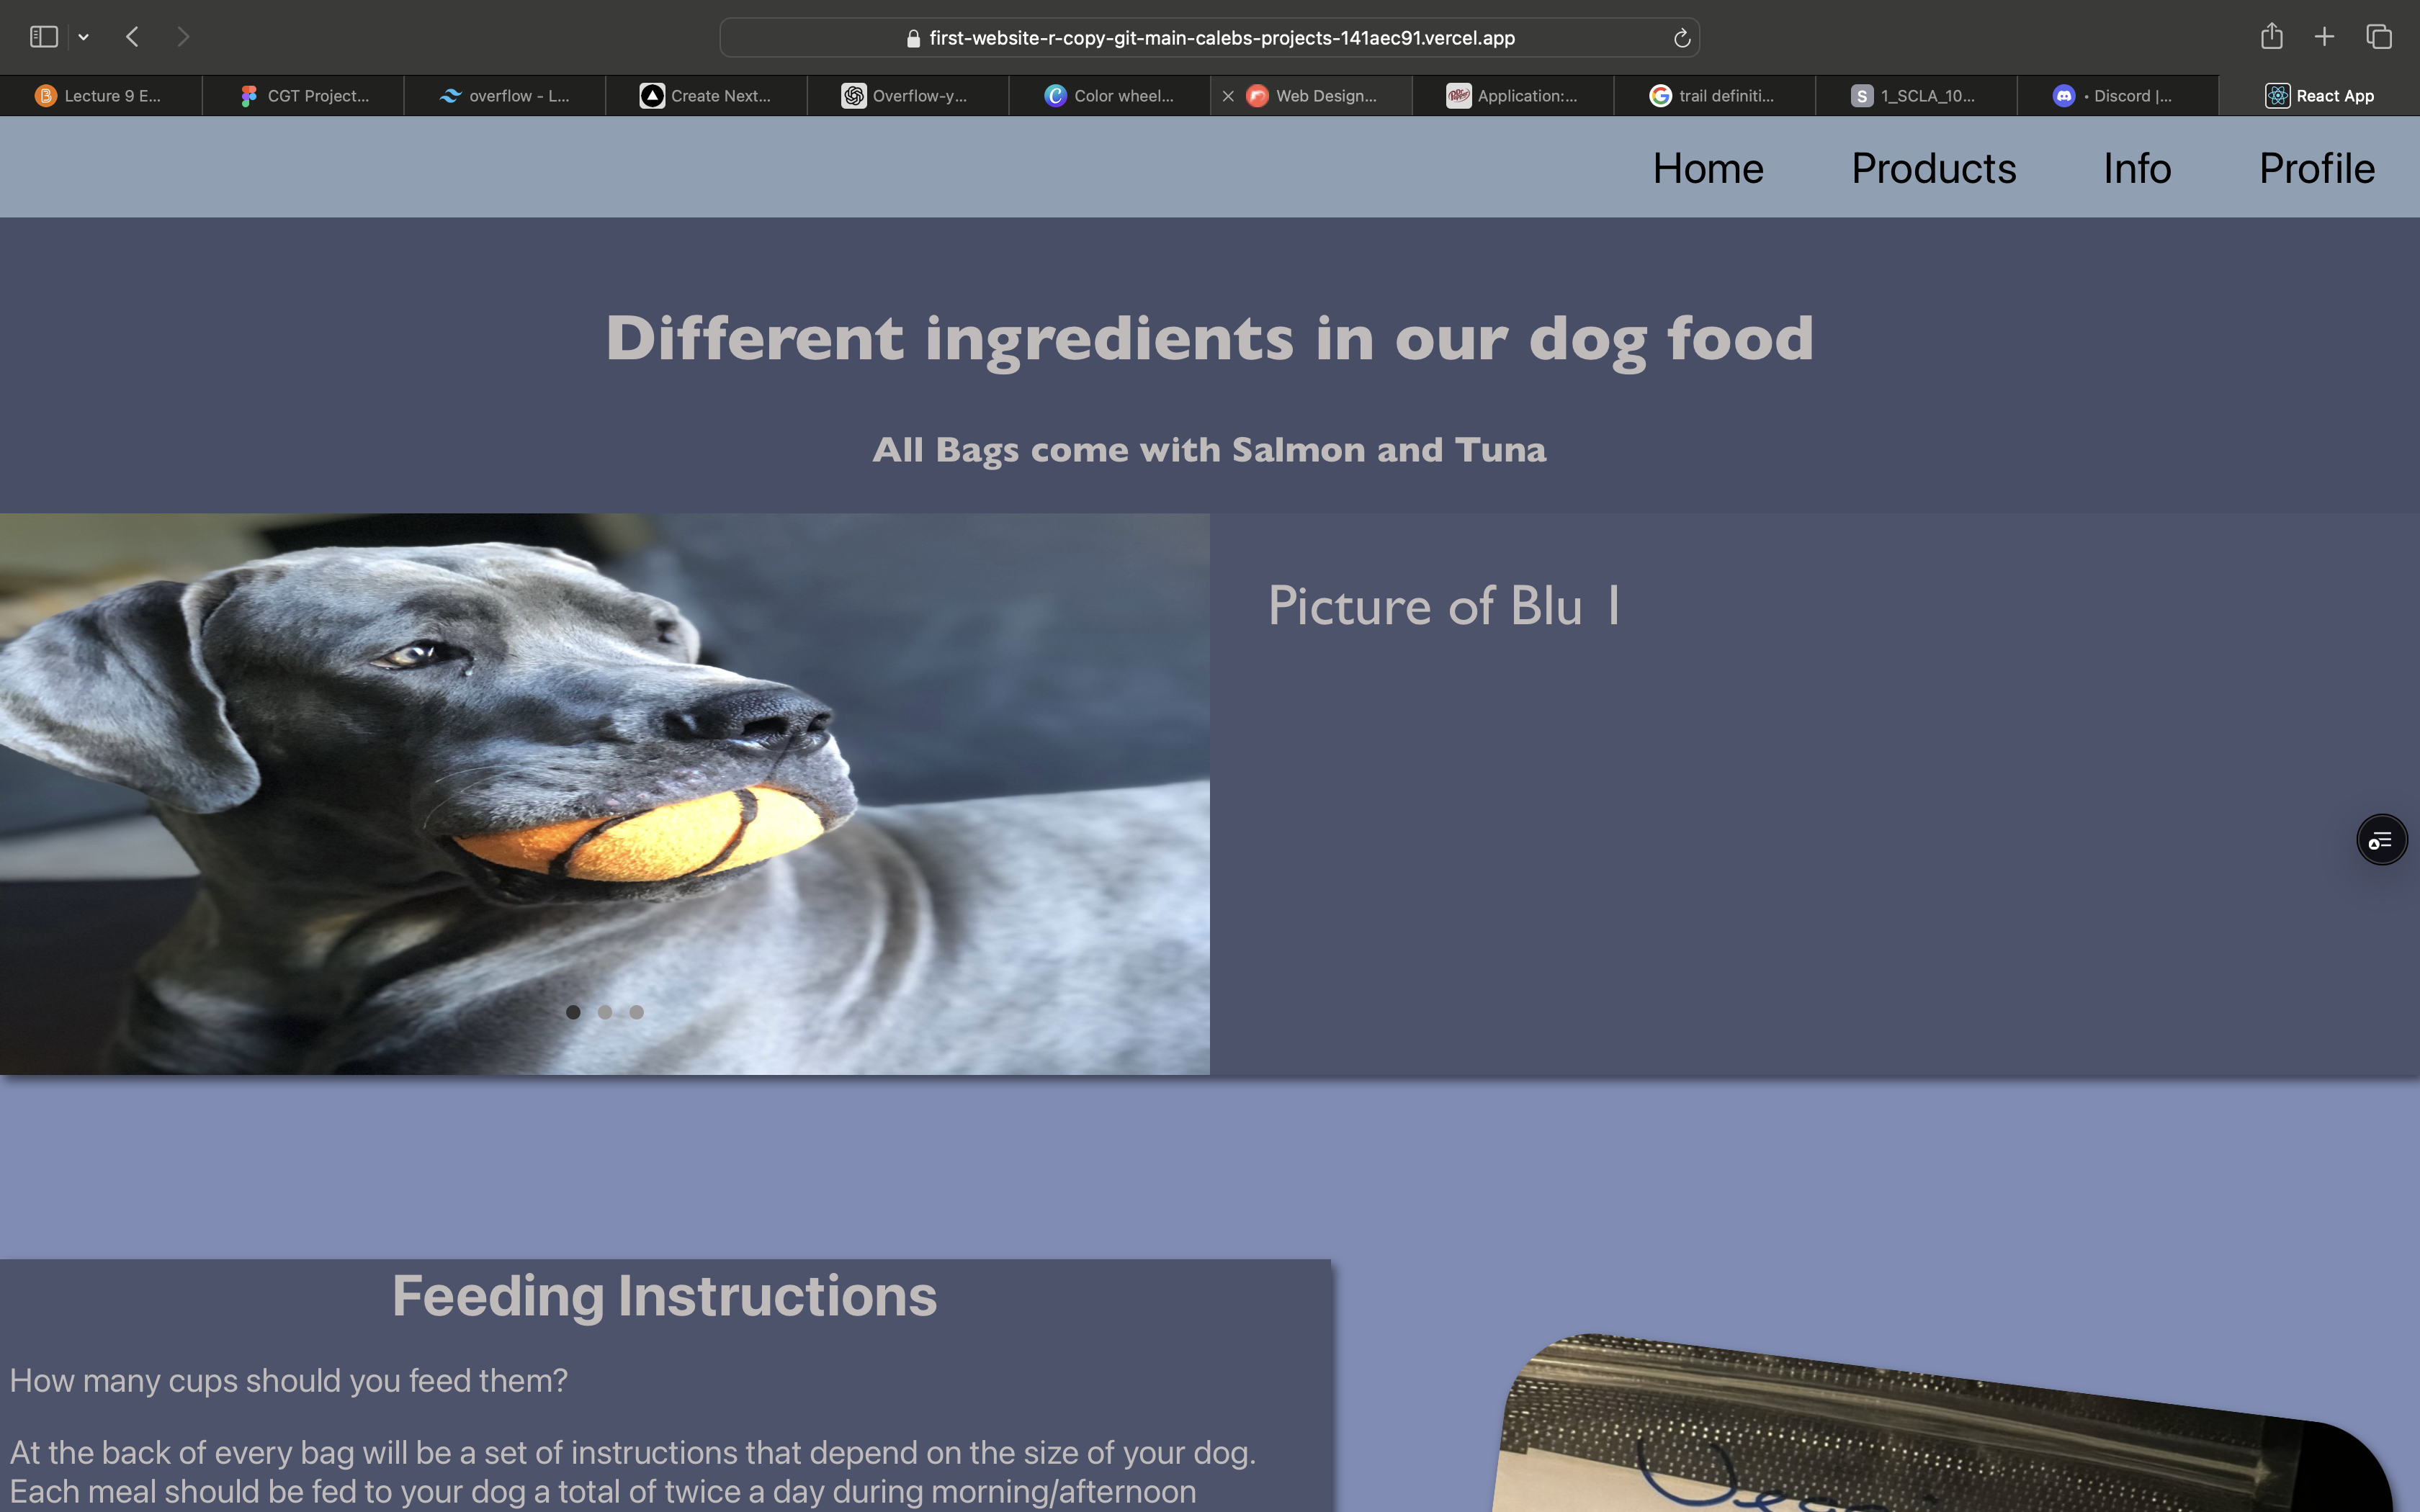 first-website-r-copy-git-main-calebs-projects-141aec91.vercel.app
Lecture 9 E...
CGT Project...
overflow - L...
Create Next...
Overflow-y...
Color wheel...
Web Design...
Application:...
trail definiti...
1_SCLA_10...
• Discord |...
React App
Home
Products
Info
Profile
Different ingredients in our dog food
All Bags come with Salmon and Tuna
Picture of Blu 1
Feeding Instructions
How many cups should you feed them?
At the back of every bag will be a set of instructions that depend on the size of your dog.
Each meal should be fed to your dog a total of twice a day during morning/afternoon